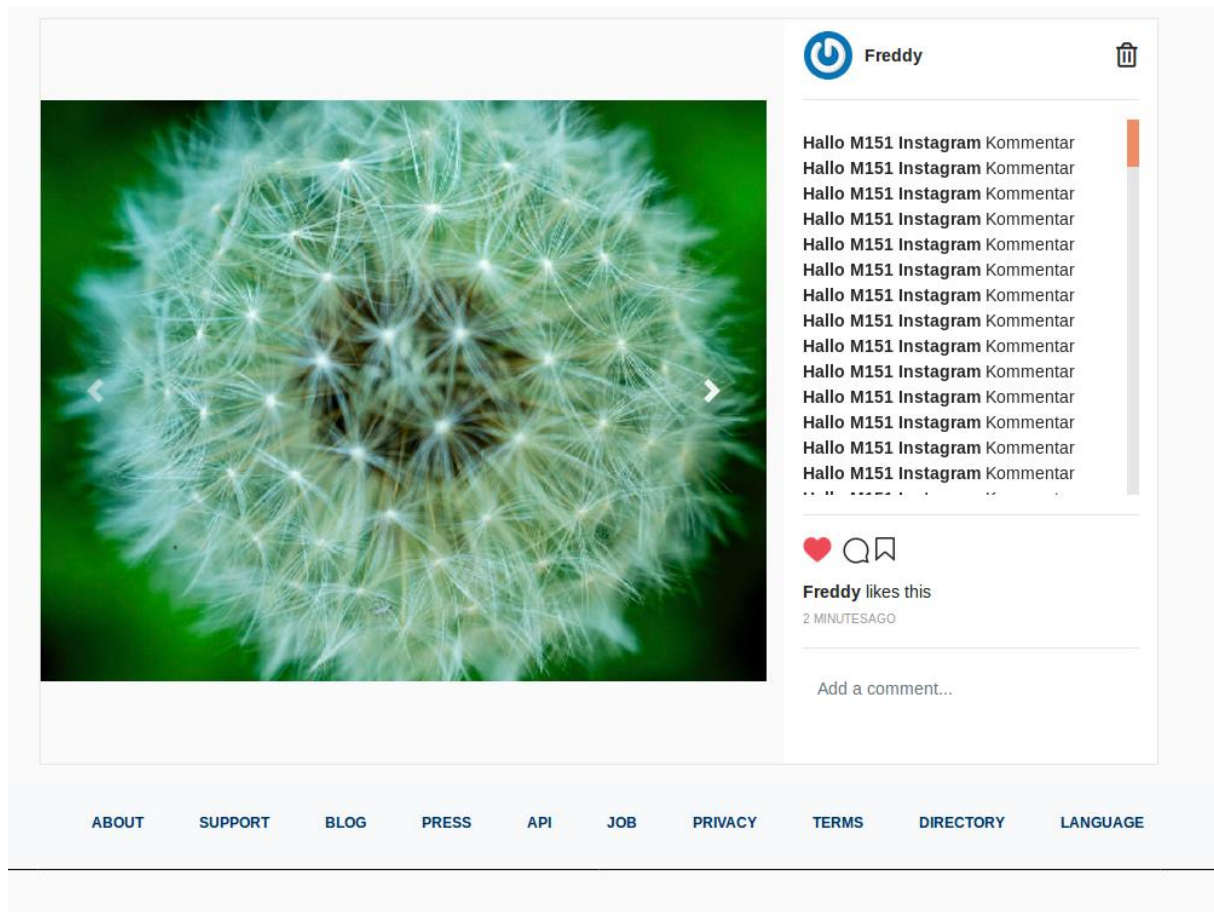 Freddy
Hallo M151 Instagram Kommentar
Hallo M151 Instagram Kommentar
Hallo M151 Instagram Kommentar
Hallo M151 Instagram Kommentar
Hallo M151 Instagram Kommentar
Hallo M151 Instagram Kommentar
Hallo M151 Instagram Kommentar
Hallo M151 Instagram Kommentar
Hallo M151 Instagram Kommentar
Hallo M151 Instagram Kommentar
Hallo M151 Instagram Kommentar
Hallo M151 Instagram Kommentar
Hallo M151 Instagram Kommentar
Hallo M151 Instagram Kommentar
Freddy likes this
2 MINUTESAGO
Add a comment...
ABOUT SUPPORT BLOG PRESS API JOB PRIVACY TERMS DIRECTORY LANGUAGE